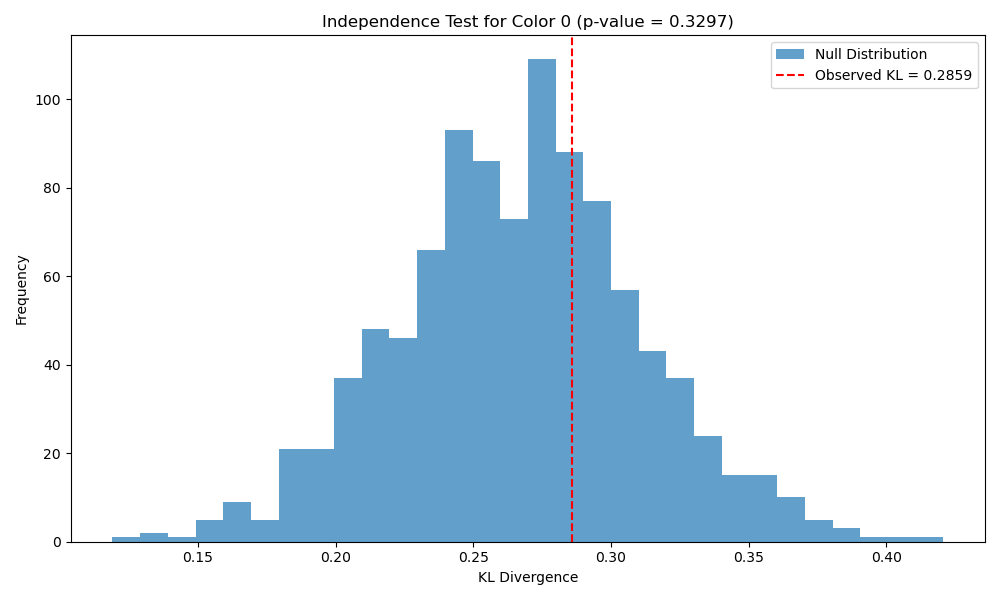 Independence Test for Color 0 (p-value = 0.3297)
Null Distribution
Observed KL = 0.2859
Frequency
100
80
60
40
20
0
0.15 0.20 0.25 0.30 0.35 0.40
KL Divergence